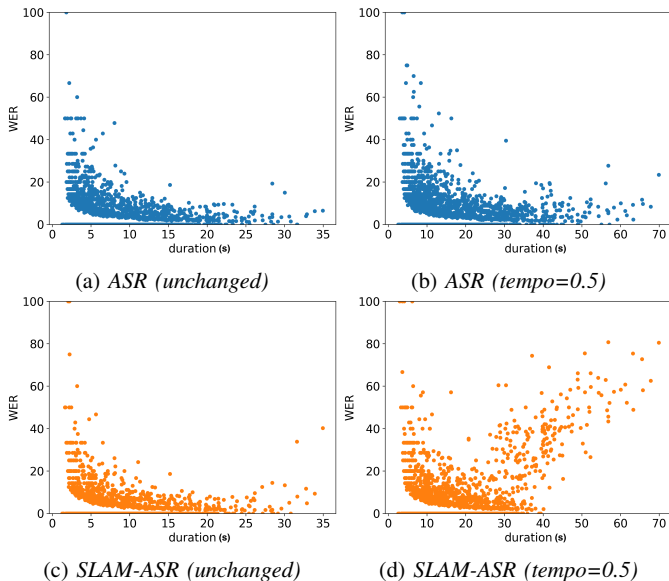 100
80
60
40
20
0
WER
0 5 10 15 20 25 30 35
duration (s)
(a) ASR (unchanged)
100
80
60
40
20
0
WER
0 10 20 30 40 50 60 70
duration (s)
(b) ASR (tempo=0.5)
100
80
60
40
20
0
WER
0 5 10 15 20 25 30 35
duration (s)
(c) SLAM-ASR (unchanged)
100
80
60
40
20
0
WER
0 10 20 30 40 50 60 70
duration (s)
(d) SLAM-ASR (tempo=0.5)